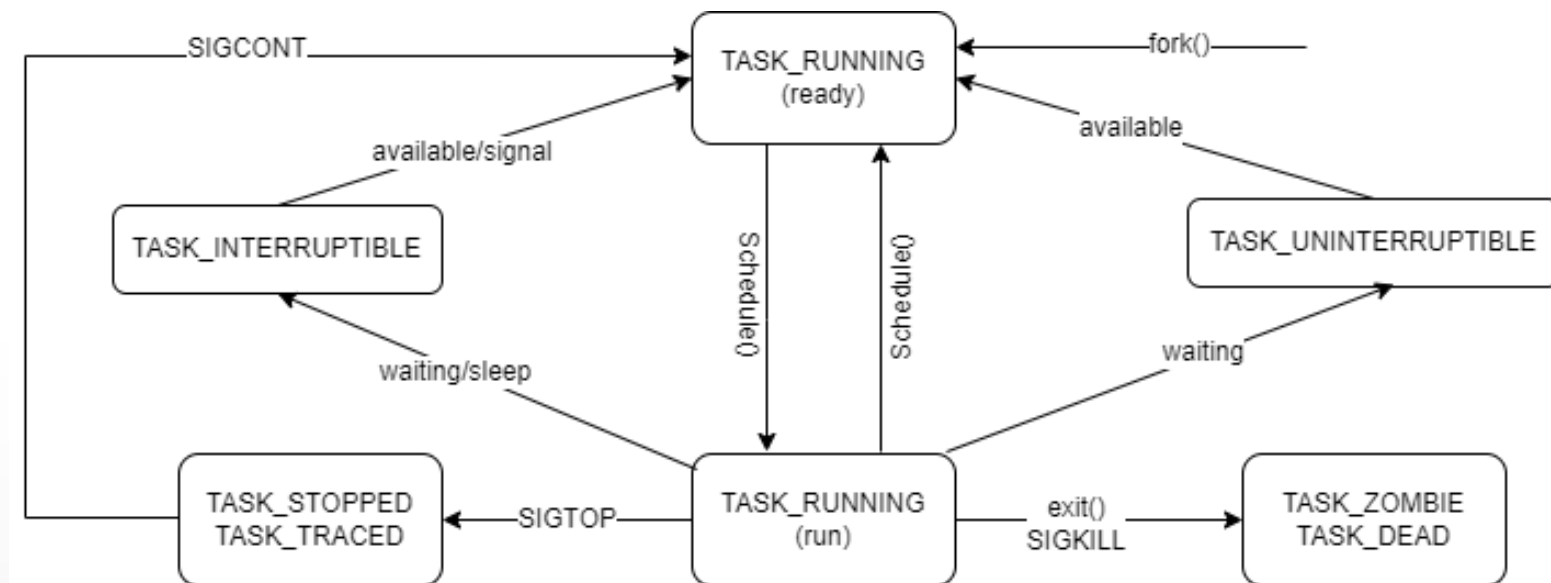 SIGCONT
TASK_RUNNING
(ready)
fork()
available/signal
available
TASK_INTERRUPTIBLE
Schedule()
Schedule()
TASK_UNINTERRUPTIBLE
waiting/sleep
waiting
TASK_STOPPED
TASK_TRACED
SIGTOP
TASK_RUNNING
(run)
exit()
SIGKILL
TASK_ZOMBIE
TASK_DEAD